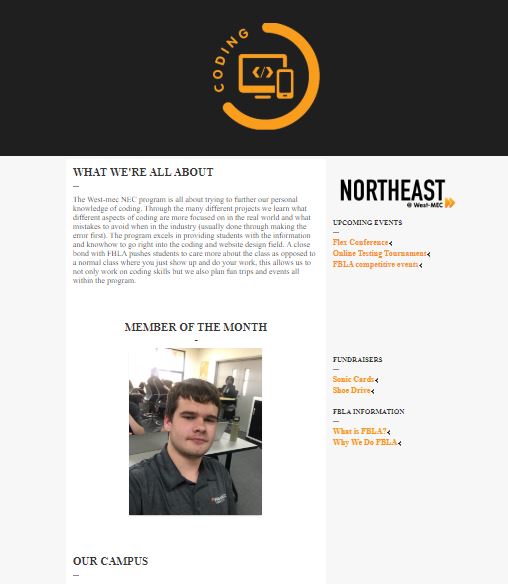 CODING
</>
WHAT WE'RE ALL ABOUT
The West-mec NEC program is all about trying to further our personal
knowledge of coding. Through the many different projects we learn what
different aspects of coding are more focused on in the real world and what
mistakes to avoid when in the industry (usually done through making the
error first). The program excels in providing students with the information
and knowhow to go right into the coding and website design field. A close
bond with FBLA pushes students to care more about the class as opposed to
a normal class where you just show up and do your work, this allows us to
not only work on coding skills but we also plan fun trips and events all
within the program.
MEMBER OF THE MONTH
OUR CAMPUS
NORTHEAST
@ West-MEC
UPCOMING EVENTS
Flex Conference
Online Testing Tournament
FBLA competitive events
FUNDRAISERS
Sonic Cards
Shoe Drive
FBLA INFORMATION
What is FBLA?
Why We Do FBLA